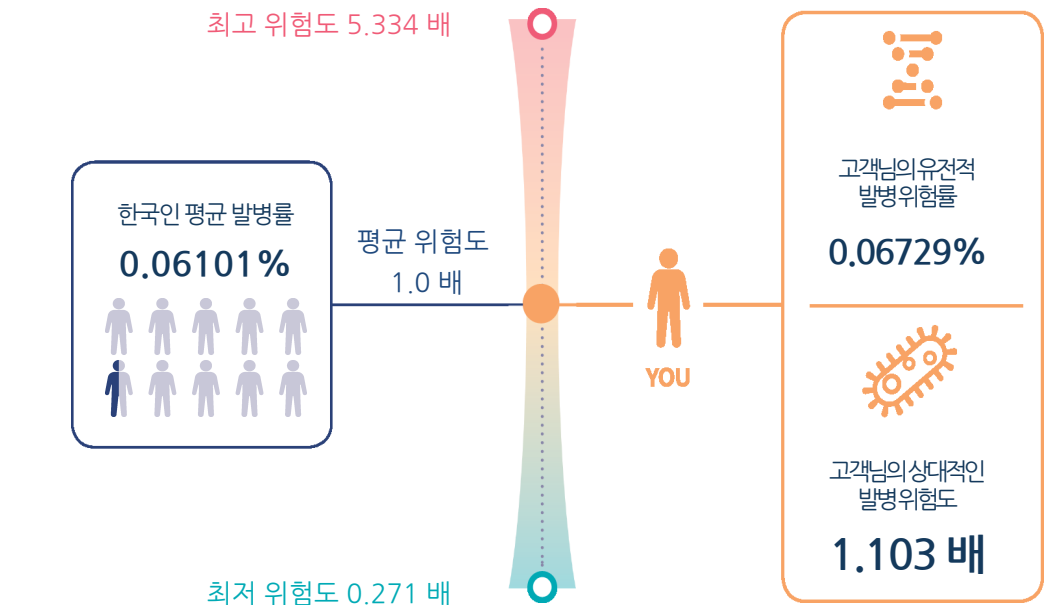 최고 위험도 5.334 배
한국인 평균 발병률
0.06101%
평균 위험도
1.0 배
YOU
고객님의 유전적
발병 위험률
0.06729%
고객님의 상대적인
발병 위험도
1.103 배
최저 위험도 0.271 배